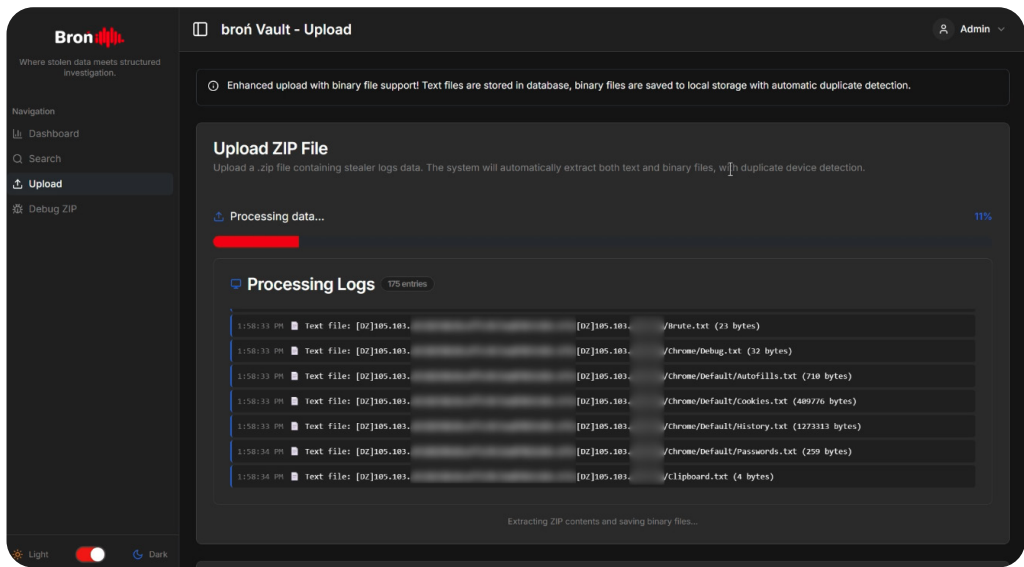 Bron
Where stolen data meets structured
investigation.
Navigation
Dashboard
Search
Upload
Debug ZIP
Light
Dark
broń Vault - Upload
Admin
Enhanced upload with binary file support! Text files are stored in database, binary files are saved to local storage with automatic duplicate detection.
Upload ZIP File
Upload a .zip file containing stealer logs data. The system will automatically extract both text and binary files, with duplicate device detection.
Processing data...
11%
Processing Logs 175 entries
1:58:33 PM Text file: [DZ]105.103. [DZ]105.103. /Brute.txt (23 bytes)
1:58:33 PM Text file: [DZ]105.103. [DZ]105.103. /Chrome/Debug.txt (32 bytes)
1:58:33 PM Text file: [DZ]105.103. [DZ]105.103. /Chrome/Default/Autofills.txt (710 bytes)
1:58:33 PM Text file: [DZ]105.103. [DZ]105.103. /Chrome/Default/Cookies.txt (409776 bytes)
1:58:33 PM Text file: [DZ]105.103. [DZ]105.103. /Chrome/Default/History.txt (1273313 bytes)
1:58:34 PM Text file: [DZ]105.103. [DZ]105.103. /Chrome/Default/Passwords.txt (259 bytes)
1:58:34 PM Text file: [DZ]105.103. [DZ]105.103. /Clipboard.txt (4 bytes)
Extracting ZIP contents and saving binary files...